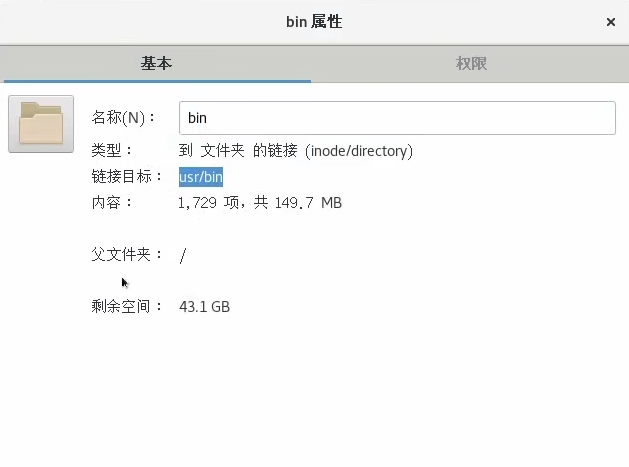 bin 属性
基本 权限
名称(N)： bin
类型： 到 文件夹 的链接 (inode/directory)
链接目标： usr/bin
内容： 1,729 项，共 149.7 MB
父文件夹： /
剩余空间： 43.1 GB